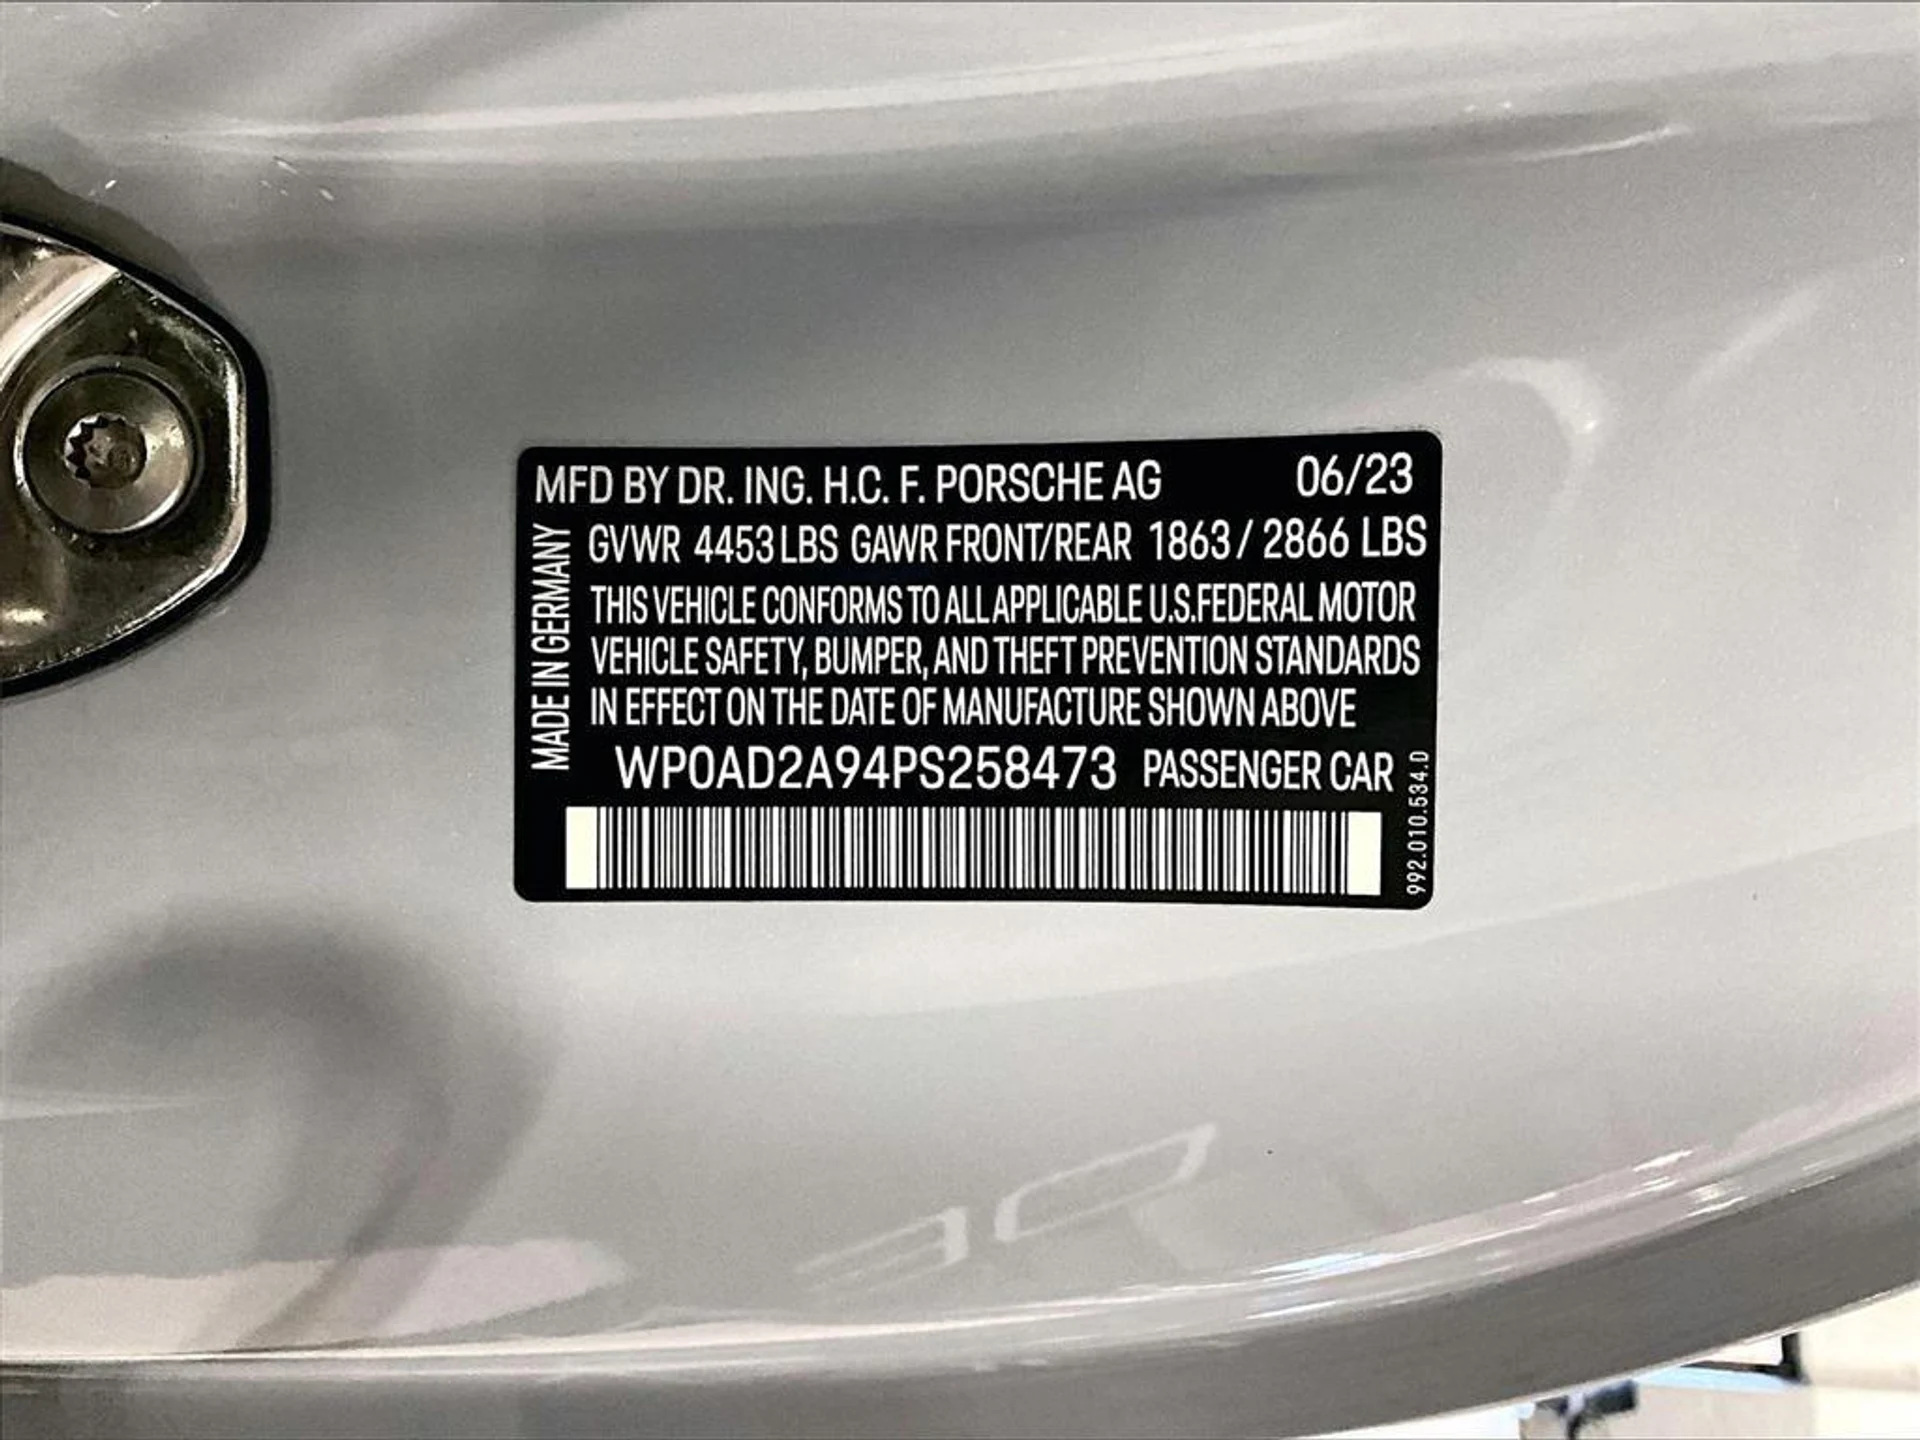 MFD BY DR. ING. H.C. F. PORSCHE AG 06/23
MADE IN GERMANY
GVWR 4453 LBS GAWR FRONT/REAR 1863 / 2866 LBS
THIS VEHICLE CONFORMS TO ALL APPLICABLE U.S.FEDERAL MOTOR
VEHICLE SAFETY, BUMPER, AND THEFT PREVENTION STANDARDS
IN EFFECT ON THE DATE OF MANUFACTURE SHOWN ABOVE
WP0AD2A94PS258473 PASSENGER CAR
992.010.534.0